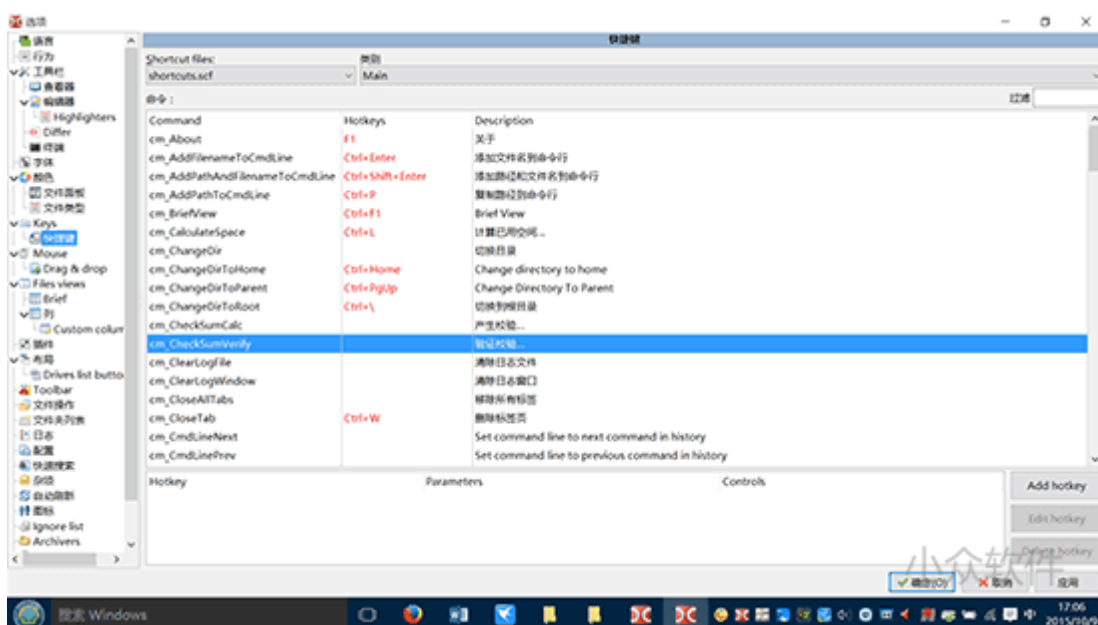 选项
语言
行为
工具栏
查看器
编辑器
Highlighters
Differ
终端
字体
颜色
文件面板
文件类型
Keys
快捷键
Mouse
Drag & drop
Files views
Brief
列
Custom colum
插件
布局
Drives list butto
Toolbar
文件操作
文件夹列表
日志
配置
快速搜索
杂项
自动刷新
图标
Ignore list
Archivers
快捷键
Shortcut files: 类别
shortcuts.scf Main
命令： 过滤
Command Hotkeys Description
cm_About F1 关于
cm_AddFilenameToCmdLine Ctrl+Enter 添加文件名到命令行
cm_AddPathAndFilenameToCmdLine Ctrl+Shift+Enter 添加路径和文件名到命令行
cm_AddPathToCmdLine Ctrl+P 复制路径到命令行
cm_BriefView Ctrl+F1 Brief View
cm_CalculateSpace Ctrl+L 计算已用空间...
cm_ChangeDir 切换目录
cm_ChangeDirToHome Ctrl+Home Change directory to home
cm_ChangeDirToParent Ctrl+PgUp Change Directory To Parent
cm_ChangeDirToRoot Ctrl+\ 切换到根目录
cm_CheckSumCalc 产生校验...
cm_CheckSumVerify 验证校验...
cm_ClearLogFile 清除日志文件
cm_ClearLogWindow 清除日志窗口
cm_CloseAllTabs 移除所有标签
cm_CloseTab Ctrl+W 删除标签页
cm_CmdLineNext Set command line to next command in history
cm_CmdLinePrev Set command line to previous command in history
Hotkey Parameters Controls
Add hotkey
Edit hotkey
Delete hotkey
小众软件
确定(O) 取消 应用
搜索 Windows
17:06
2015/10/9